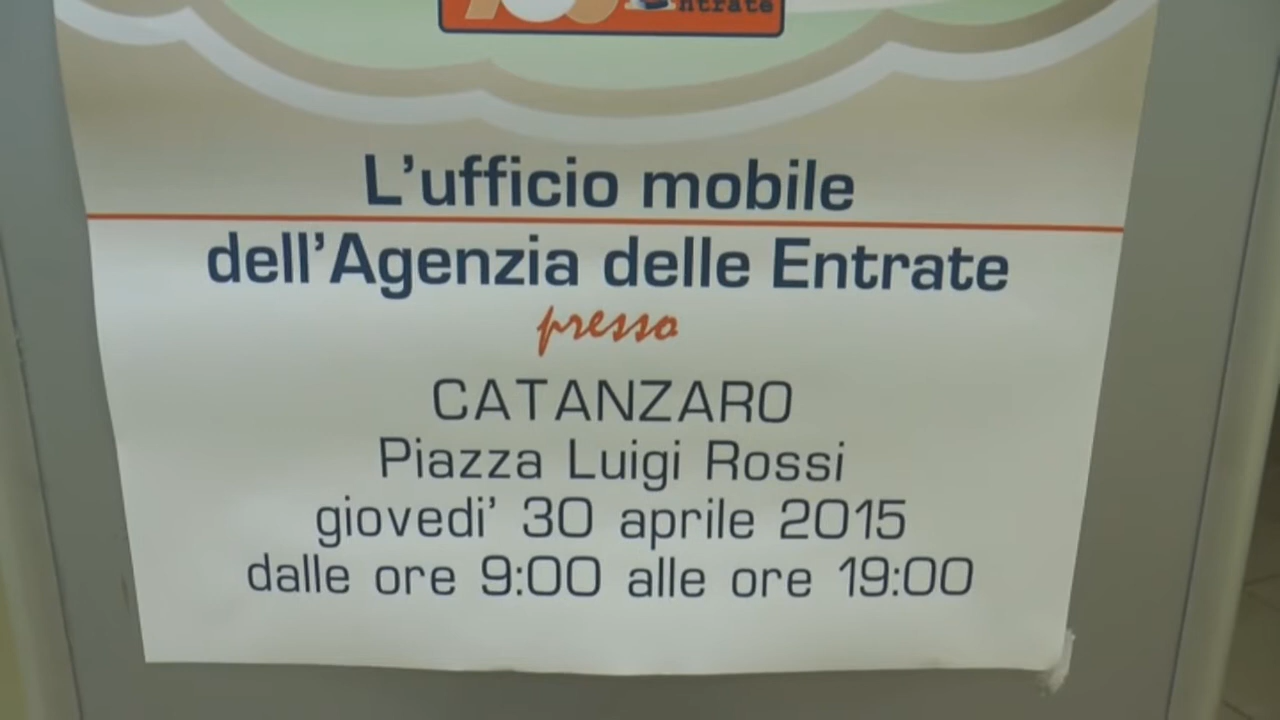 Entrate
L'ufficio mobile
dell'Agenzia delle Entrate
presso
CATANZARO
Piazza Luigi Rossi
giovedi' 30 aprile 2015
dalle ore 9:00 alle ore 19:00